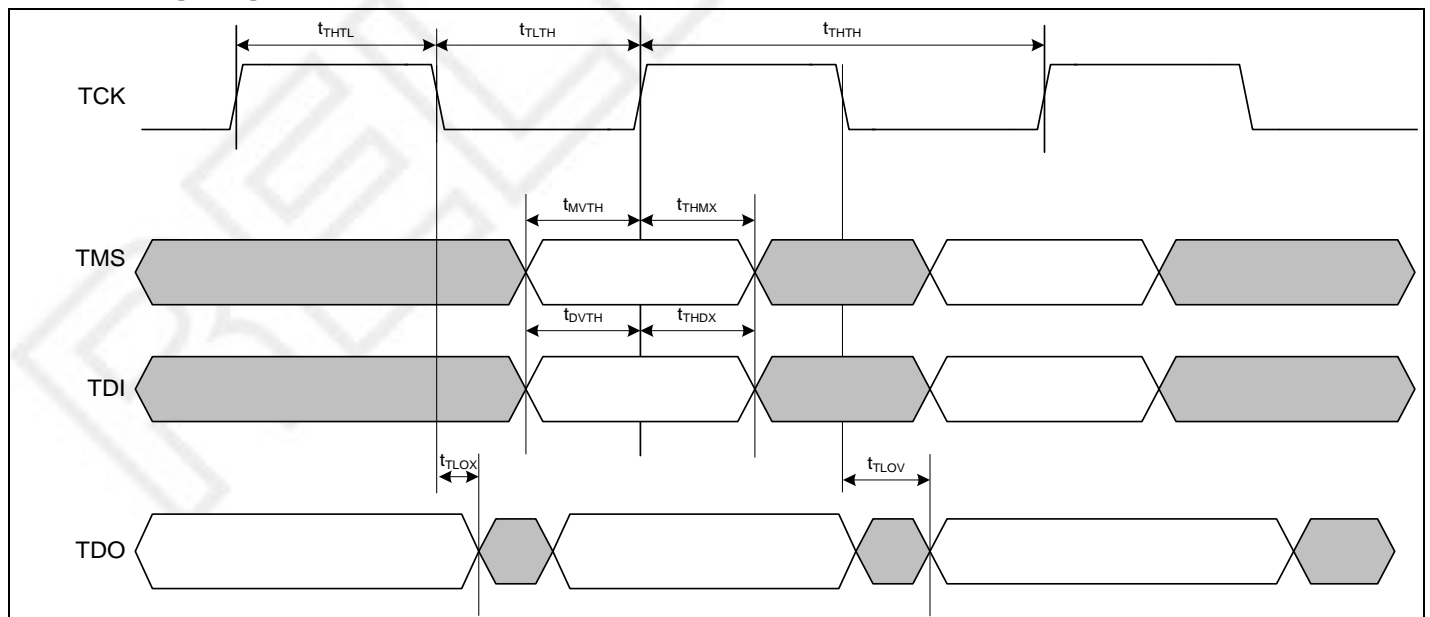 tTHTL tTLTH tTHTH
TCK
tMVTH tTHMX
TMS
tDVTH tTHDX
TDI
tTLOX tTLOV
TDO